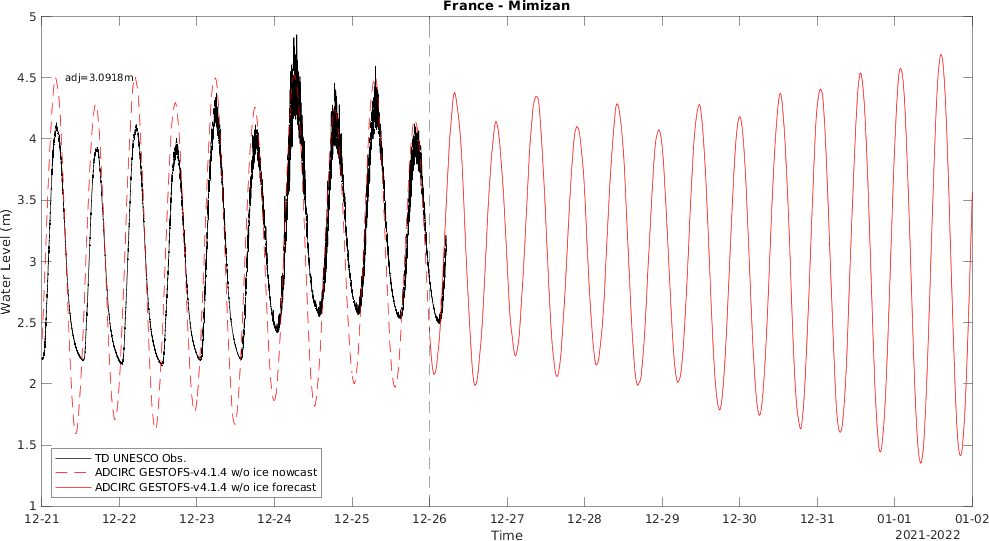 France - Mimizan
5
4.5
4
3.5
3
2.5
2
1.5
1
Water Level (m)
adj=3.0918m
TD UNESCO Obs.
ADCIRC GESTOFS-v4.1.4 w/o ice nowcast
ADCIRC GESTOFS-v4.1.4 w/o ice forecast
12-21 12-22 12-23 12-24 12-25 12-26 12-27 12-28 12-29 12-30 12-31 01-01 01-02
Time
2021-2022